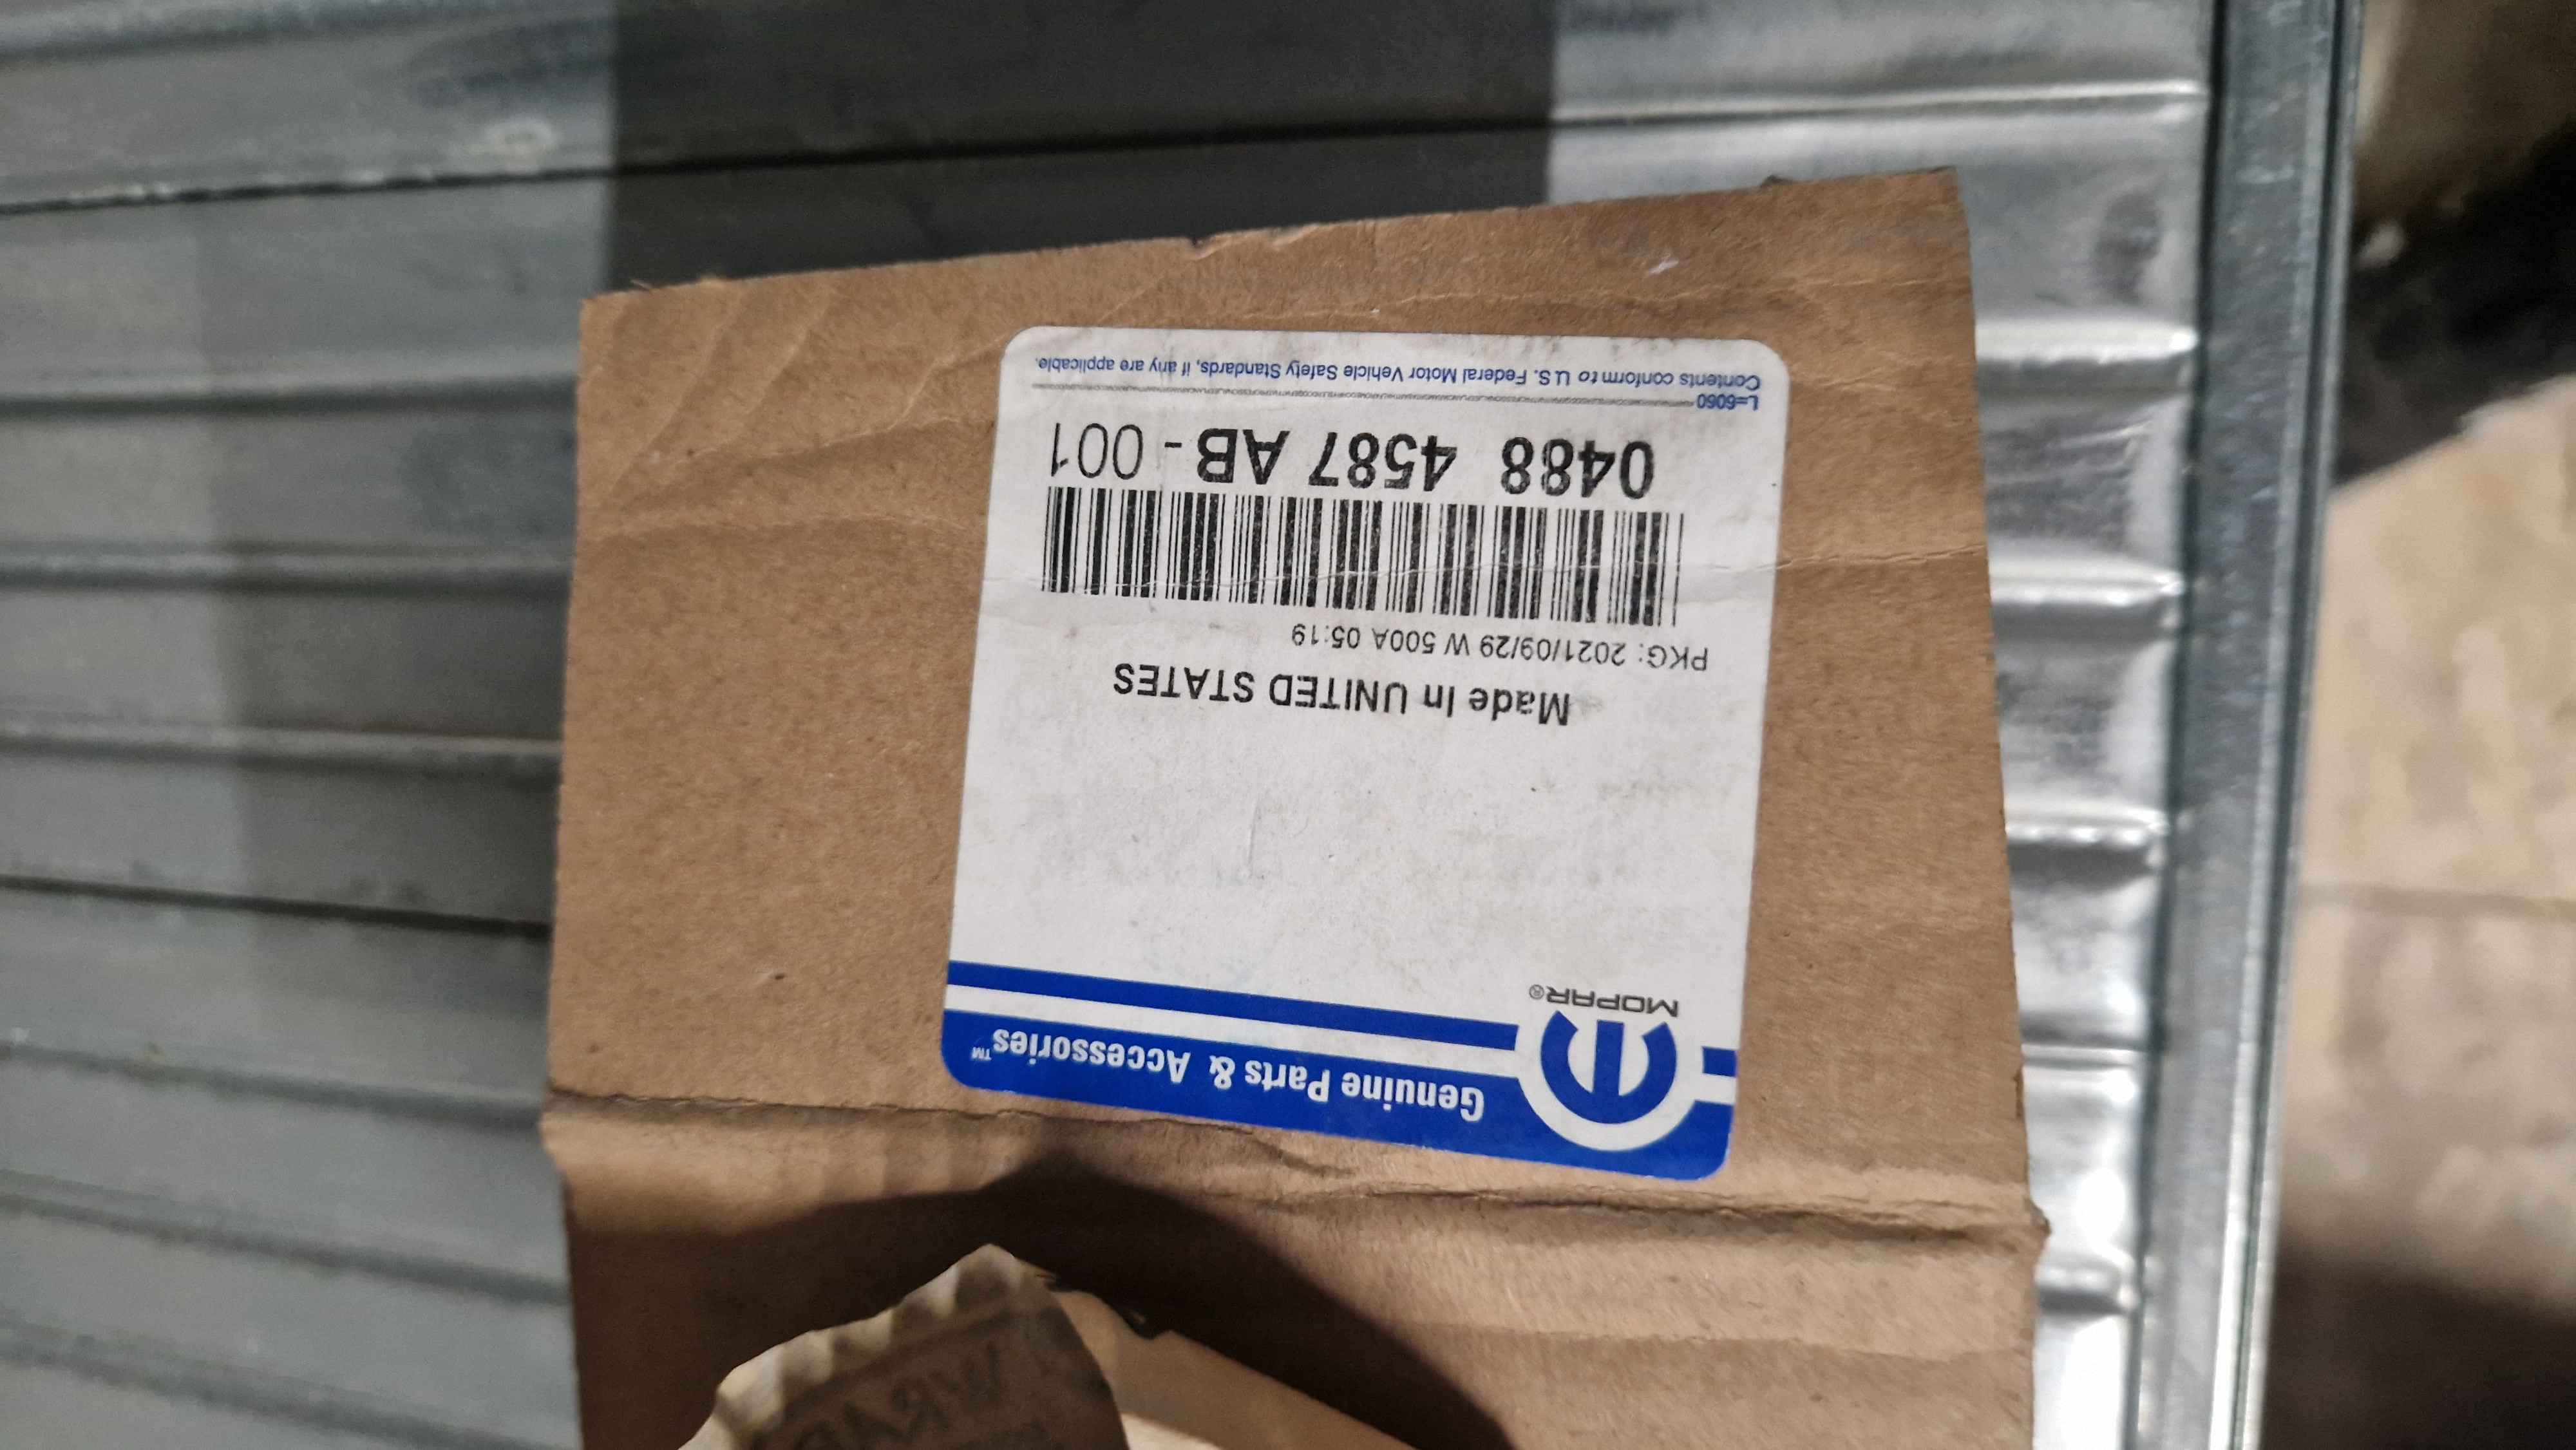 Genuine Parts & Accessories™
MOPAR®
Made In UNITED STATES
PKG: 2021/09/29 W 500A 05:19
0488 4587 AB - 001
L=6060
Contents conform to U.S. Federal Motor Vehicle Safety Standards, if any are applicable.